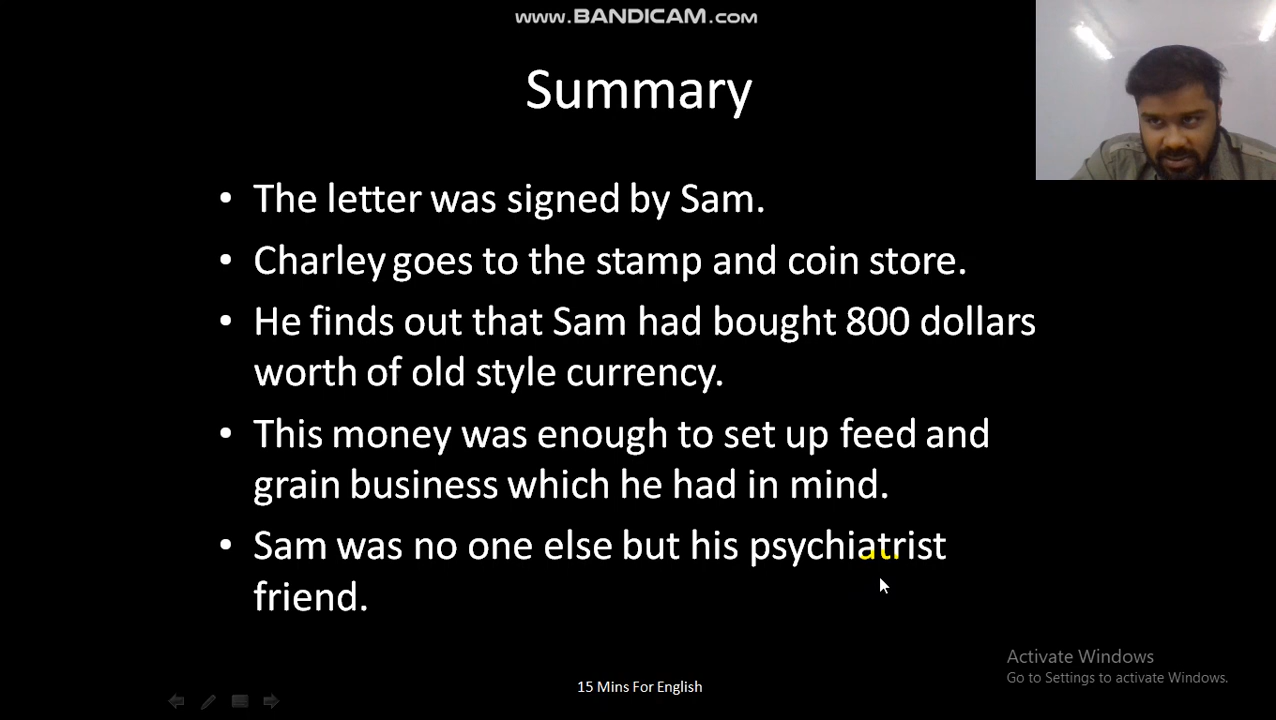 www.BANDICAM.com
Summary
• The letter was signed by Sam.
• Charley goes to the stamp and coin store.
• He finds out that Sam had bought 800 dollars
worth of old style currency.
• This money was enough to set up feed and
grain business which he had in mind.
• Sam was no one else but his psychiatrist
friend.
Activate Windows
Go to Settings to activate Windows.
15 Mins For English